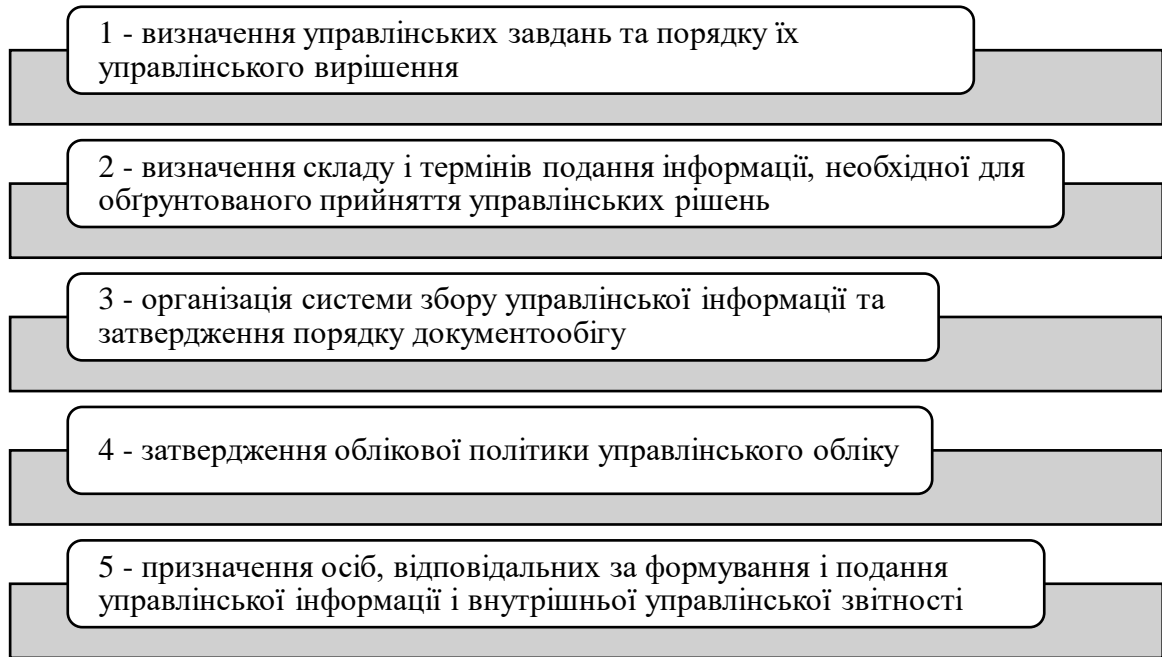 1 - визначення управлінських завдань та порядку їх
управлінського вирішення
2 - визначення складу і термінів подання інформації, необхідної для
обґрунтованого прийняття управлінських рішень
3 - організація системи збору управлінської інформації та
затвердження порядку документообігу
4 - затвердження облікової політики управлінського обліку
5 - призначення осіб, відповідальних за формування і подання
управлінської інформації і внутрішньої управлінської звітності